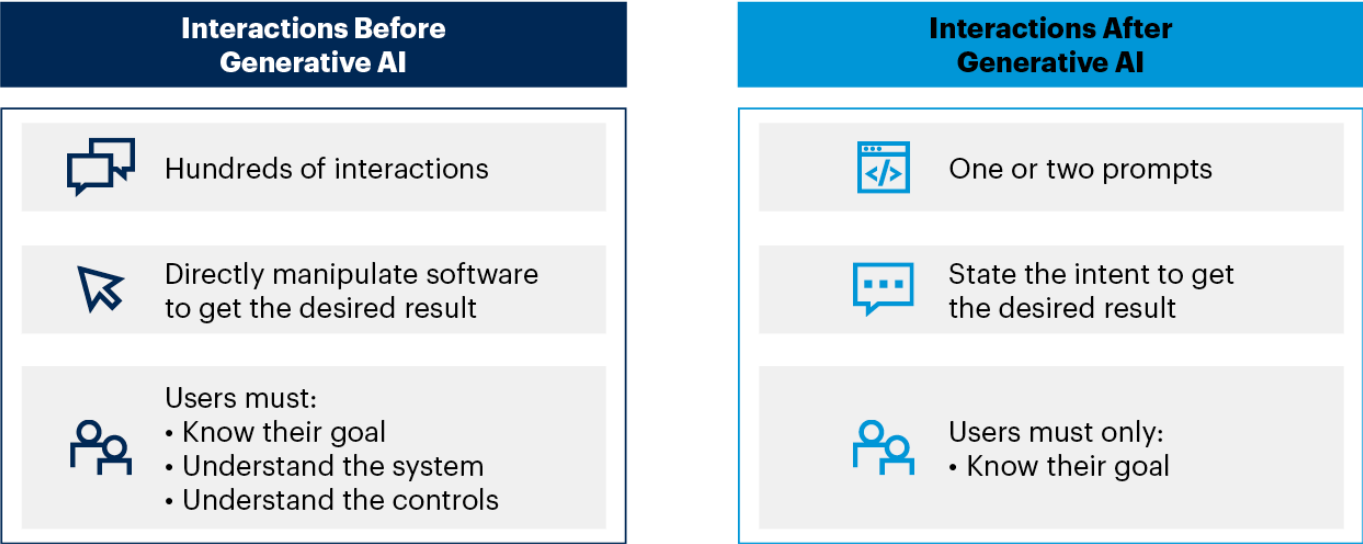 Interactions Before
Generative AI
Hundreds of interactions
Directly manipulate software
to get the desired result
Users must:
• Know their goal
• Understand the system
• Understand the controls
Interactions After
Generative AI
One or two prompts
State the intent to get
the desired result
Users must only:
• Know their goal